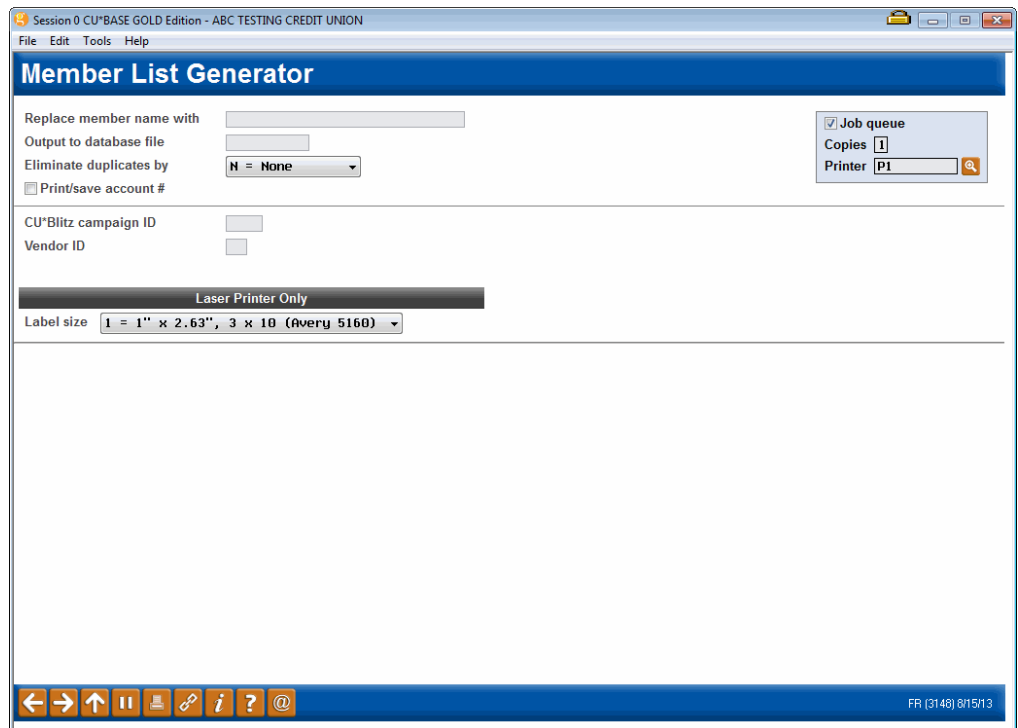 Session 0 CU*BASE GOLD Edition - ABC TESTING CREDIT UNION
File Edit Tools Help
Member List Generator
Replace member name with
Output to database file
Eliminate duplicates by N = None
Print/save account #
Job queue
Copies 1
Printer P1
CU*Blitz campaign ID
Vendor ID
Laser Printer Only
Label size 1 = 1" x 2.63", 3 x 10 (Avery 5160)
i ? @
FR (3148) 8/15/13